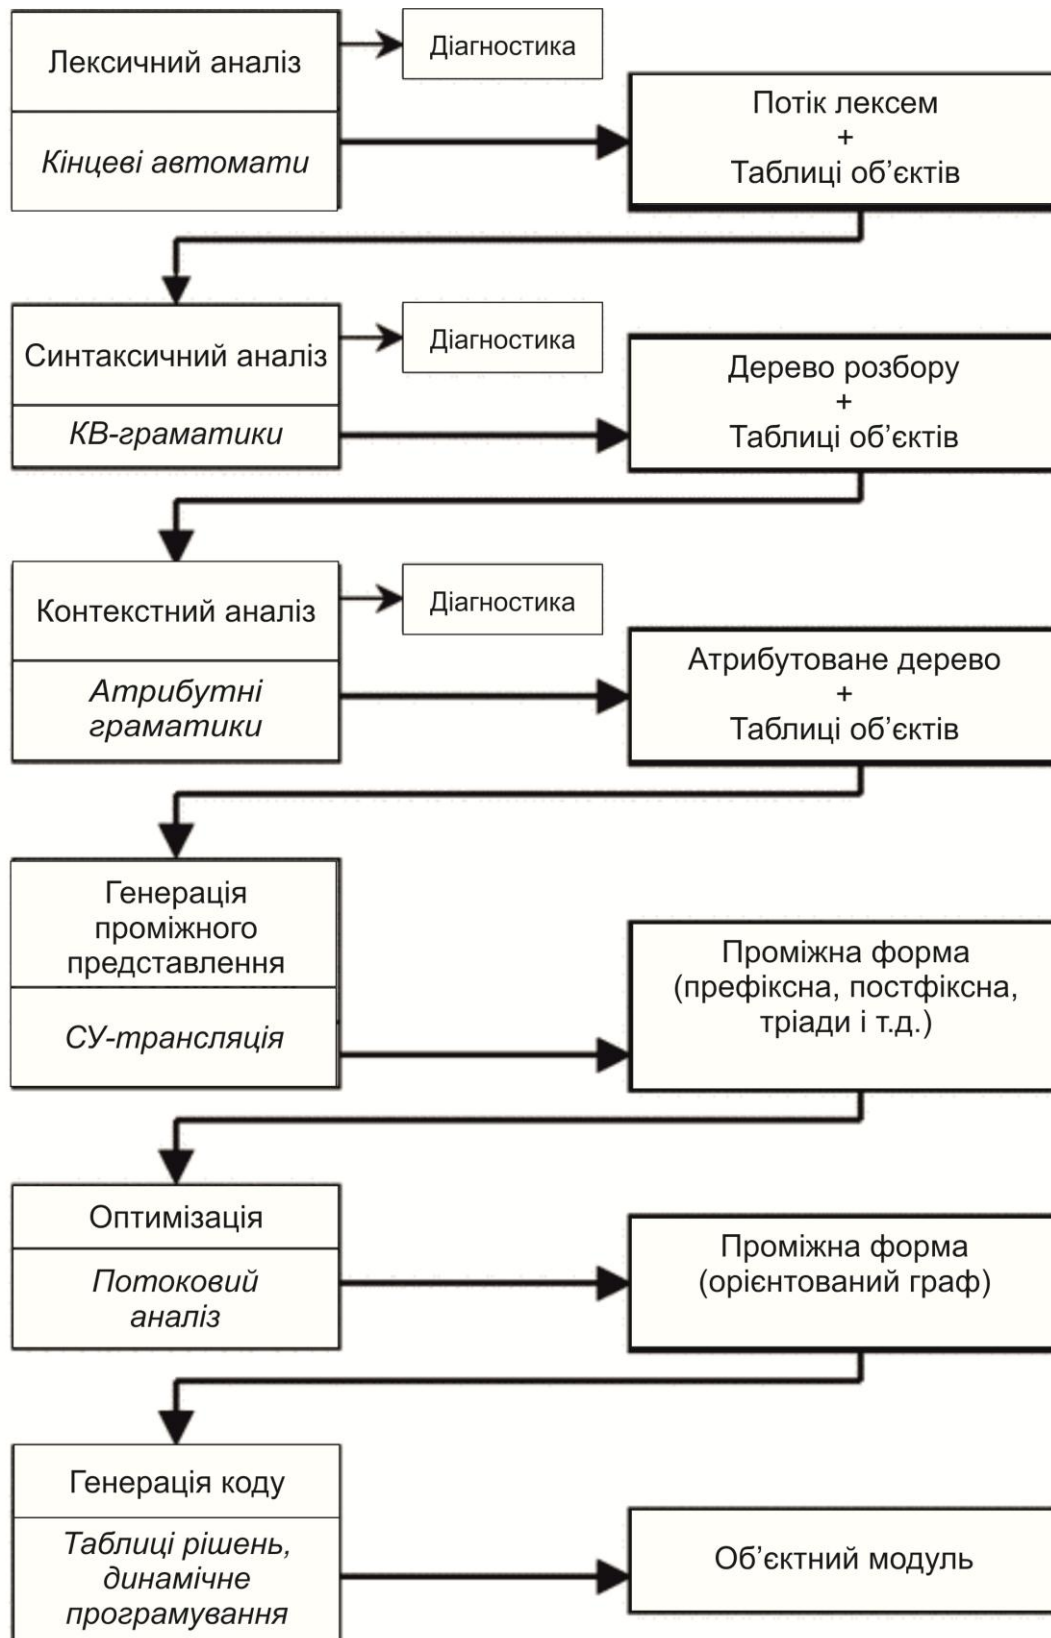 Лексичний аналіз
Кінцеві автомати
Діагностика
Потік лексем
+
Таблиці об’єктів
Синтаксичний аналіз
КВ-граматики
Діагностика
Дерево розбору
+
Таблиці об’єктів
Контекстний аналіз
Атрибутні
граматики
Діагностика
Атрибутоване дерево
+
Таблиці об’єктів
Генерація
проміжного
представлення
СУ-трансляція
Проміжна форма
(префіксна, постфіксна,
тріади і т.д.)
Оптимізація
Потоковий
аналіз
Проміжна форма
(орієнтований граф)
Генерація коду
Таблиці рішень,
динамічне
програмування
Об’єктний модуль